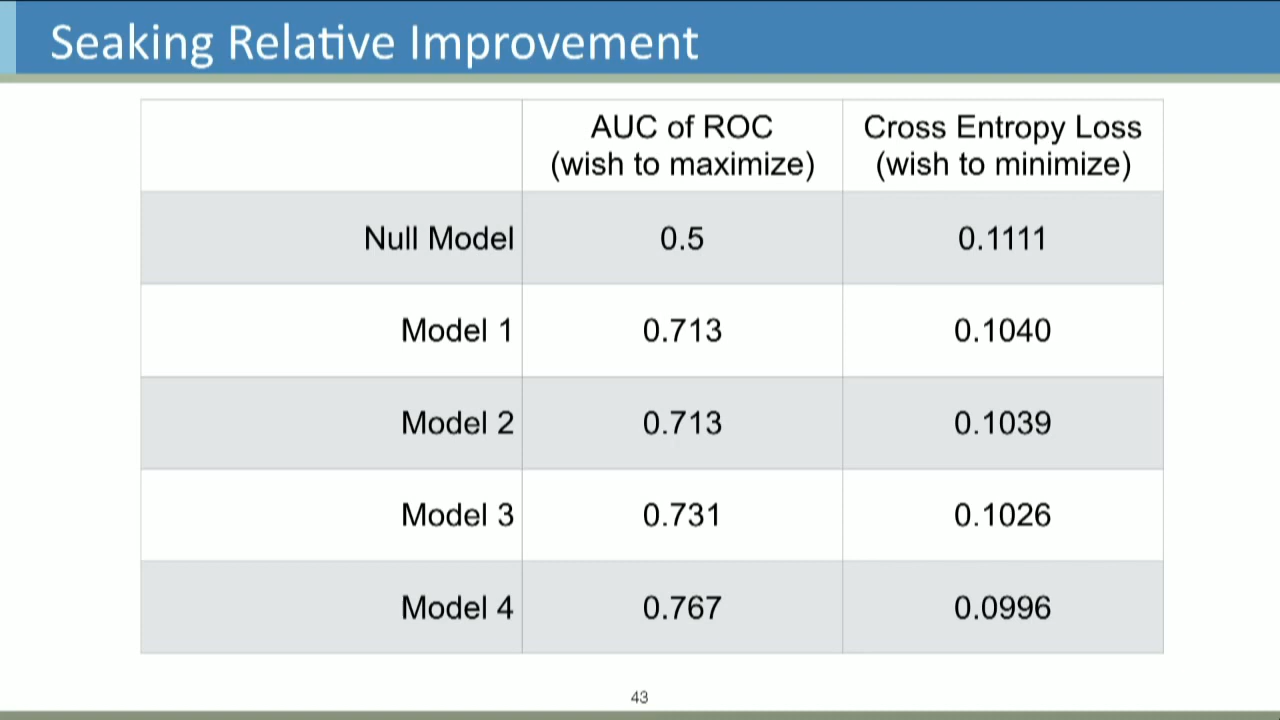 Seaking Relative Improvement
AUC of ROC
(wish to maximize)
Cross Entropy Loss
(wish to minimize)
Null Model 0.5 0.1111
Model 1 0.713 0.1040
Model 2 0.713 0.1039
Model 3 0.731 0.1026
Model 4 0.767 0.0996
43